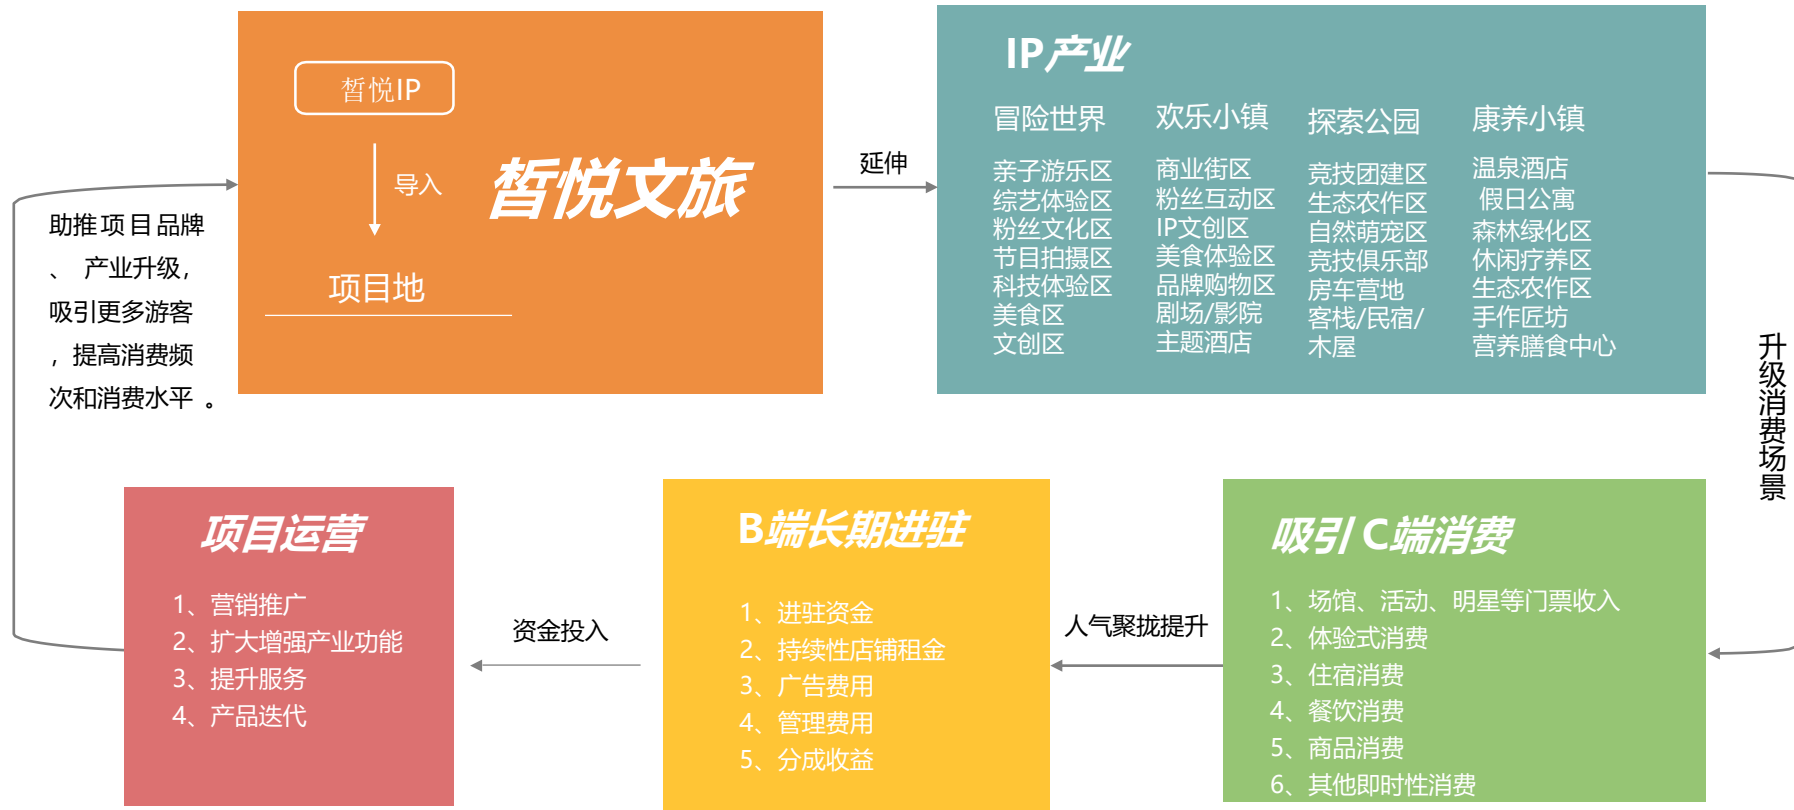 皙悦IP
导入
皙悦文旅
项目地
延伸
IP产业
冒险世界
亲子游乐区
综艺体验区
粉丝文化区
节目拍摄区
科技体验区
美食区
文创区
欢乐小镇
商业街区
粉丝互动区
IP文创区
美食体验区
品牌购物区
剧场/影院
主题酒店
探索公园
竞技团建区
生态农作区
自然萌宠区
竞技俱乐部
房车营地
客栈/民宿/
木屋
康养小镇
温泉酒店
假日公寓
森林绿化区
休闲疗养区
生态农作区
手作匠坊
营养膳食中心
升级消费场景
吸引 C端消费
1、场馆、活动、明星等门票收入
2、体验式消费
3、住宿消费
4、餐饮消费
5、商品消费
6、其他即时性消费
人气聚拢提升
B端长期进驻
1、进驻资金
2、持续性店铺租金
3、广告费用
4、管理费用
5、分成收益
资金投入
项目运营
1、营销推广
2、扩大增强产业功能
3、提升服务
4、产品迭代
助推项目品牌
、 产业升级，
吸引更多游客
，提高消费频
次和消费水平 。